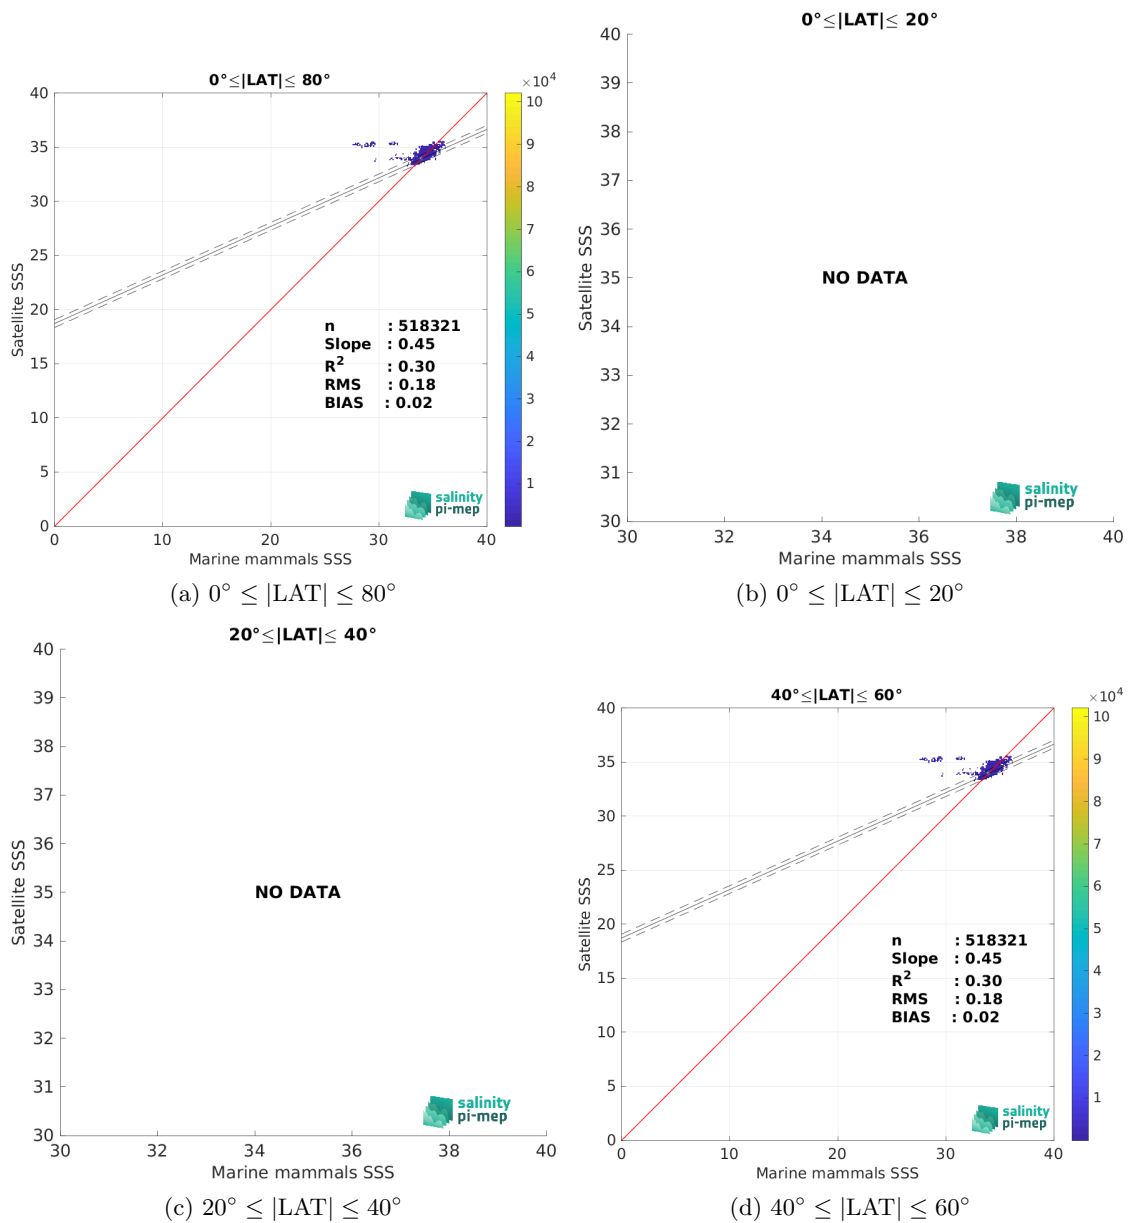 0°≤|LAT|≤ 80°
×10⁴
Satellite SSS
40
35
30
25
20
15
10
5
0
0 10 20 30 40
Marine mammals SSS
n : 518321
Slope : 0.45
R² : 0.30
RMS : 0.18
BIAS : 0.02
10
9
8
7
6
5
4
3
2
1
salinity
pi-mep
(a) 0° ≤ |LAT| ≤ 80°
0°≤|LAT|≤ 20°
Satellite SSS
40
39
38
37
36
35
34
33
32
31
30
NO DATA
salinity
pi-mep
30 32 34 36 38 40
Marine mammals SSS
(b) 0° ≤ |LAT| ≤ 20°
20°≤|LAT|≤ 40°
Satellite SSS
40
39
38
37
36
35
34
33
32
31
30
NO DATA
salinity
pi-mep
30 32 34 36 38 40
Marine mammals SSS
(c) 20° ≤ |LAT| ≤ 40°
40°≤|LAT|≤ 60°
×10⁴
Satellite SSS
40
35
30
25
20
15
10
5
0
0 10 20 30 40
Marine mammals SSS
n : 518321
Slope : 0.45
R² : 0.30
RMS : 0.18
BIAS : 0.02
10
9
8
7
6
5
4
3
2
1
salinity
pi-mep
(d) 40° ≤ |LAT| ≤ 60°